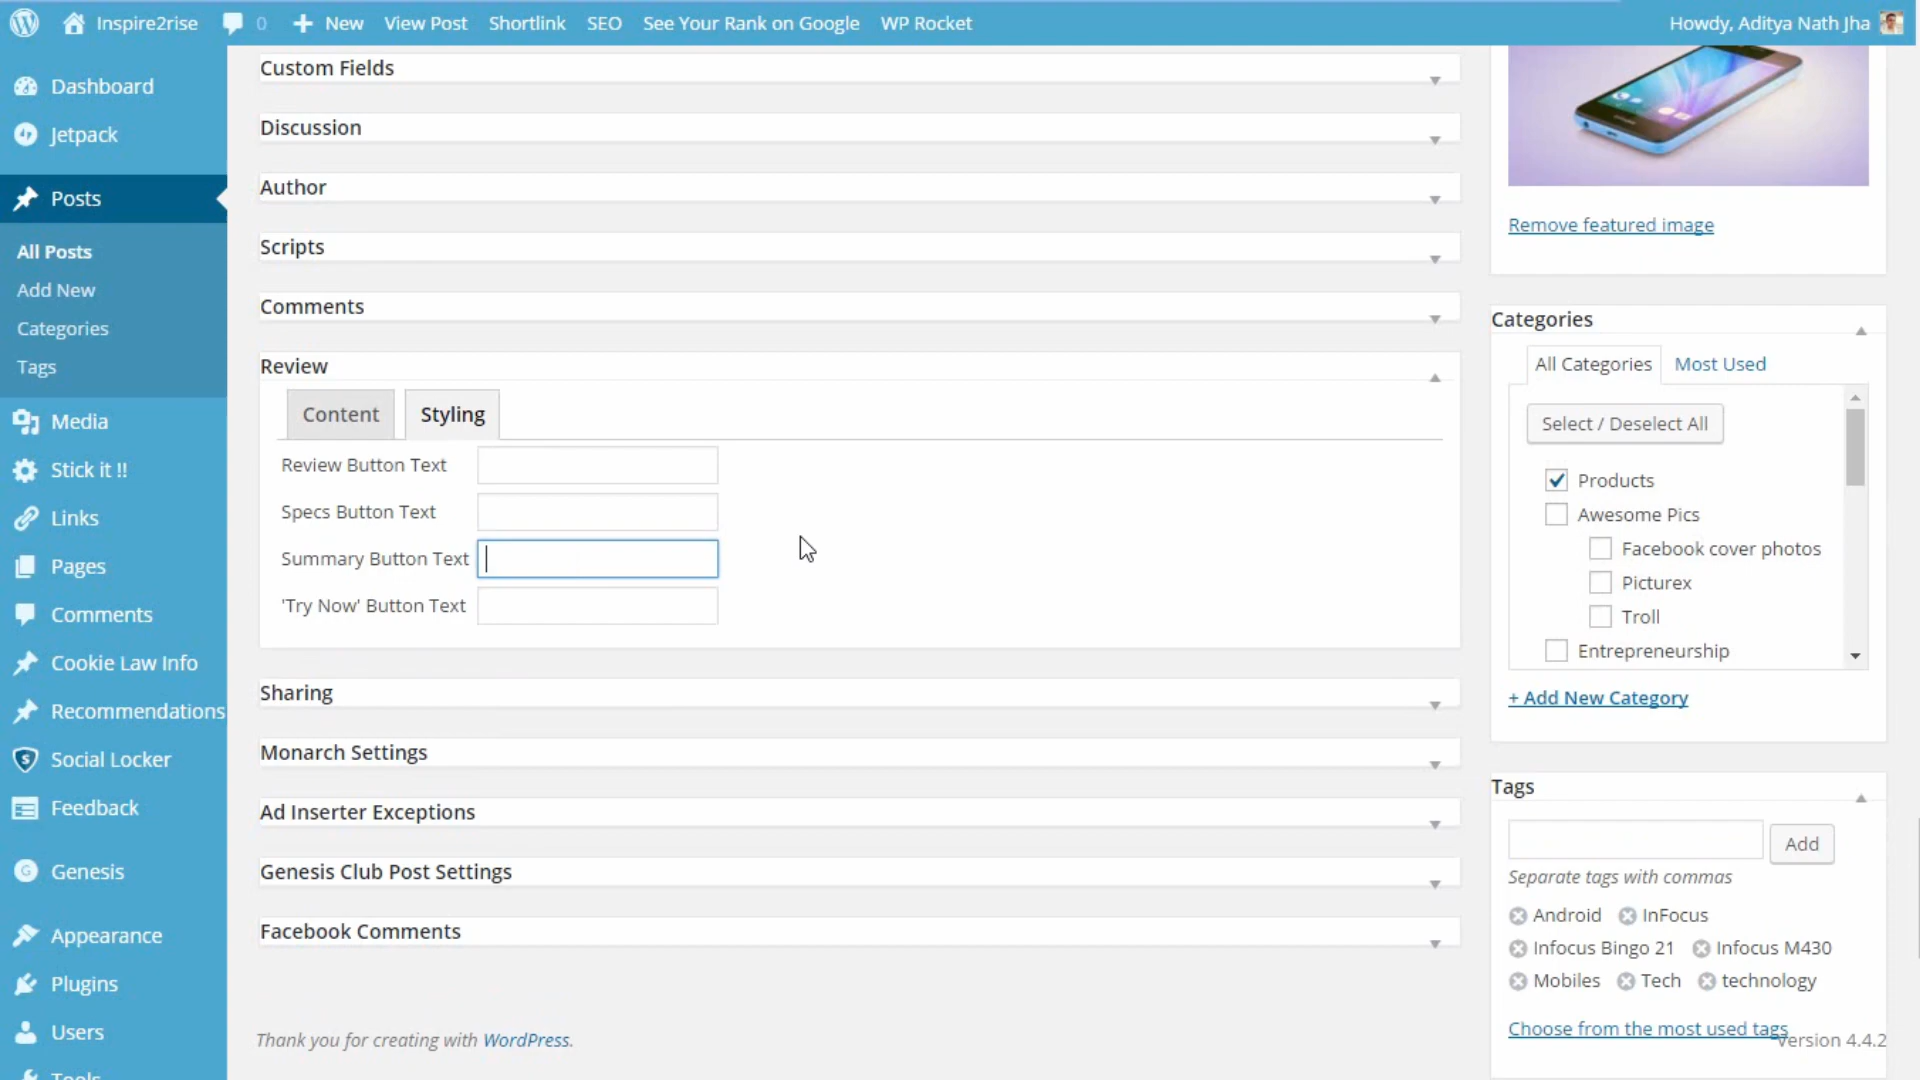 Inspire2rise
0
New
View Post
Shortlink
SEO
See Your Rank on Google
WP Rocket
Howdy, Aditya Nath Jha
Dashboard
Jetpack
Posts
All Posts
Add New
Categories
Tags
Media
Stick it !!
Links
Pages
Comments
Cookie Law Info
Recommendations
Social Locker
Feedback
Genesis
Appearance
Plugins
Users
Tools
Custom Fields
Discussion
Author
Scripts
Comments
Review
Content
Styling
Review Button Text
Specs Button Text
Summary Button Text
'Try Now' Button Text
Sharing
Monarch Settings
Ad Inserter Exceptions
Genesis Club Post Settings
Facebook Comments
Thank you for creating with WordPress.
Remove featured image
Categories
All Categories
Most Used
Select / Deselect All
Products
Awesome Pics
Facebook cover photos
Picturex
Troll
Entrepreneurship
+ Add New Category
Tags
Add
Separate tags with commas
Android
InFocus
Infocus Bingo 21
Infocus M430
Mobiles
Tech
technology
Choose from the most used tags
Version 4.4.2